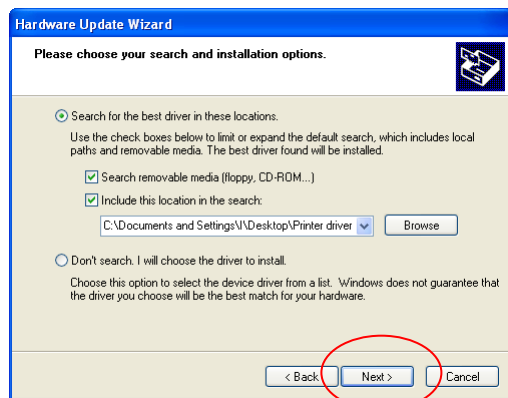 Hardware Update Wizard
Please choose your search and installation options.
Search for the best driver in these locations.
Use the check boxes below to limit or expand the default search, which includes local
paths and removable media. The best driver found will be installed.
Search removable media (floppy, CD-ROM...)
Include this location in the search:
C:\Documents and Settings\I\Desktop\Printer driver
Browse
Don't search. I will choose the driver to install.
Choose this option to select the device driver from a list. Windows does not guarantee that
the driver you choose will be the best match for your hardware.
< Back Next > Cancel